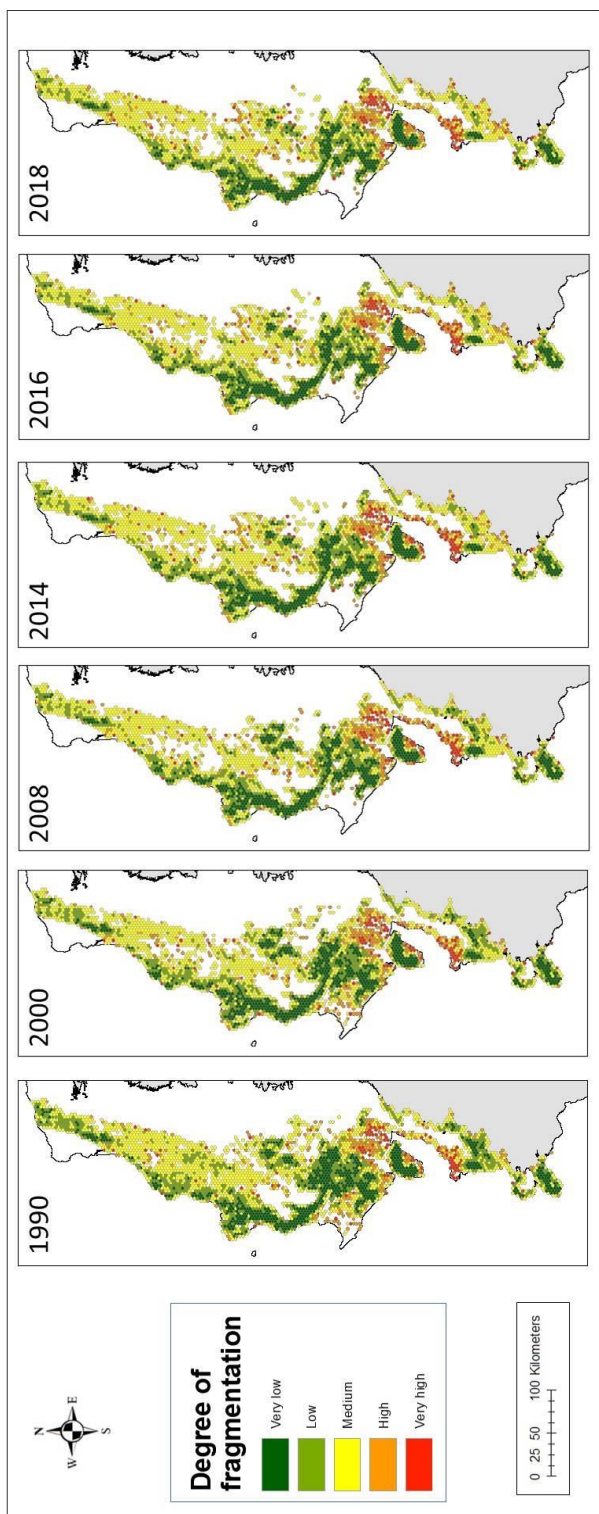 1990
2000
2008
2014
2016
2018
N
W
E
S
Degree of
fragmentation
Very low
Low
Medium
High
Very high
0 25 50 100 Kilometers